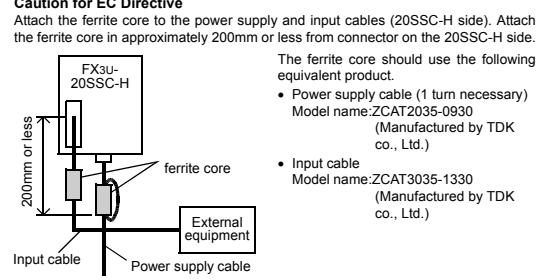 Caution for EC Directive
Attach the ferrite core to the power supply and input cables (20SSC-H side). Attach
the ferrite core in approximately 200mm or less from connector on the 20SSC-H side.
FX3U-
20SSC-H
200mm or less
ferrite core
External
equipment
Input cable
Power supply cable
The ferrite core should use the following
equivalent product.
• Power supply cable (1 turn necessary)
Model name:ZCAT2035-0930
(Manufactured by TDK
co., Ltd.)
• Input cable
Model name:ZCAT3035-1330
(Manufactured by TDK
co., Ltd.)